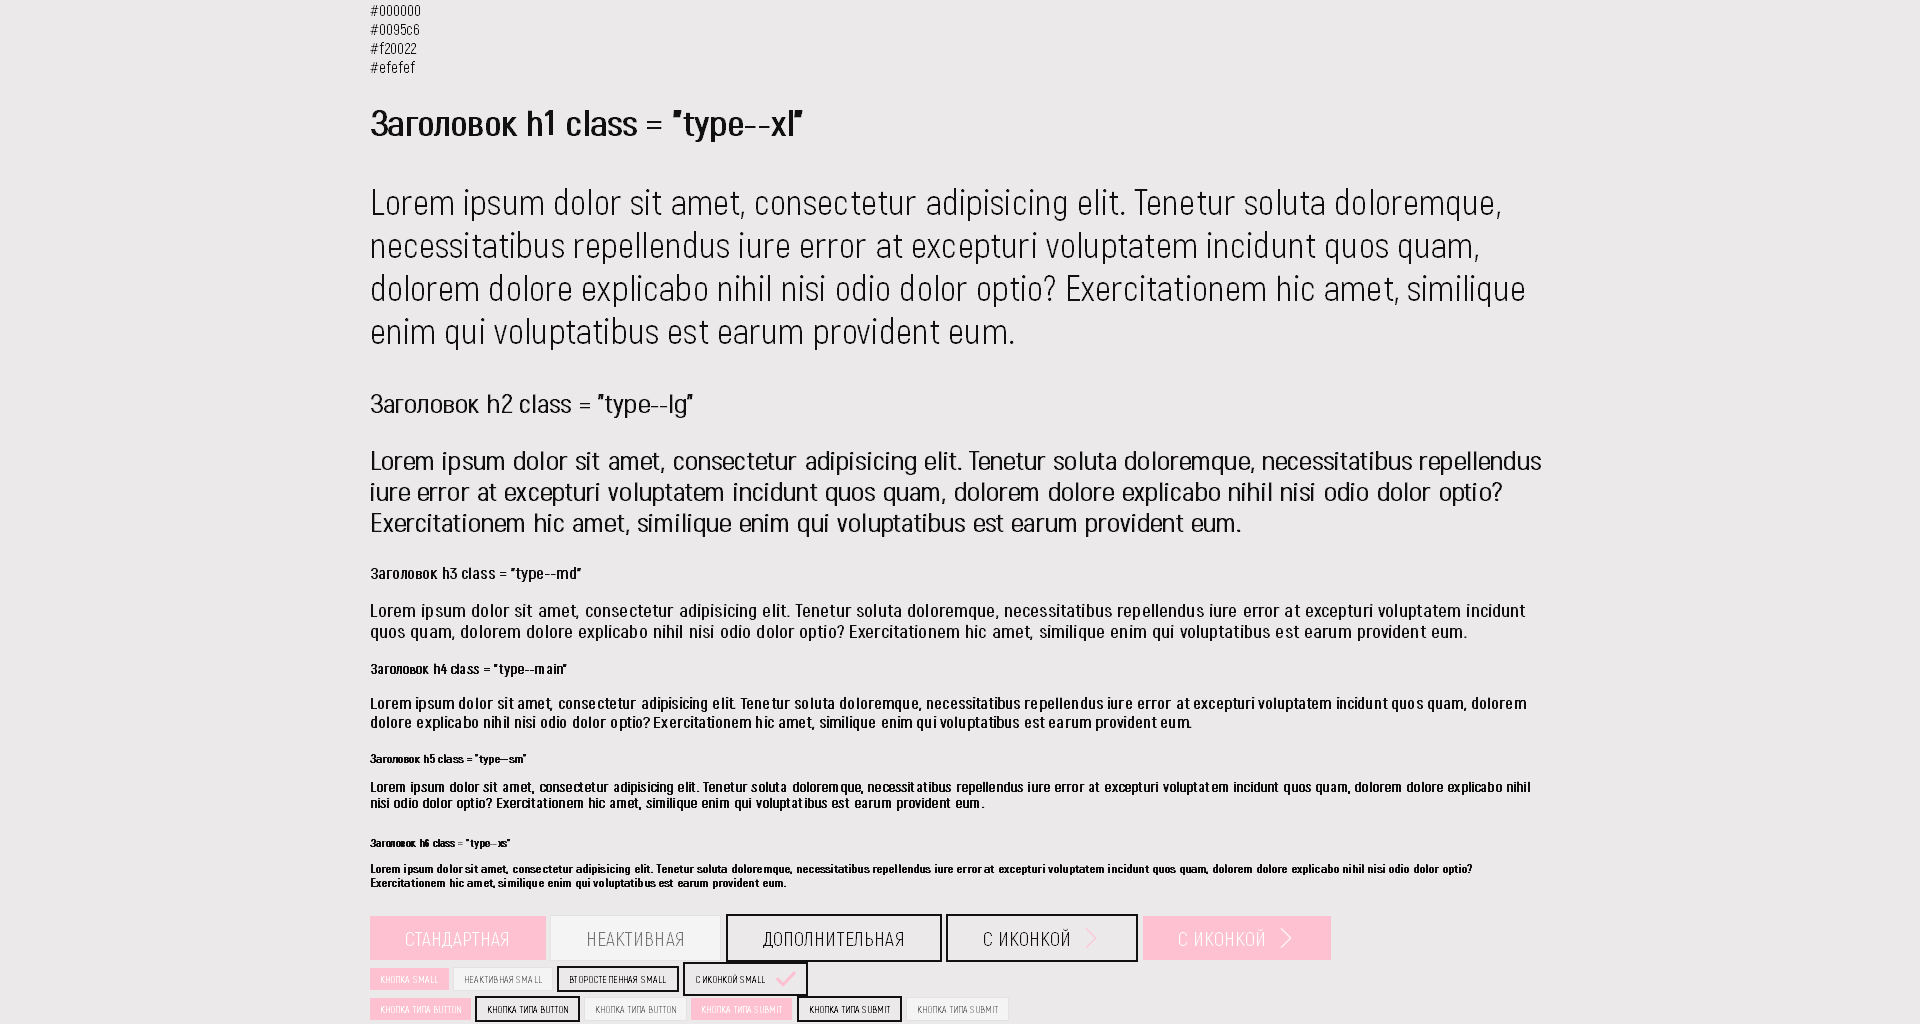 #000000
#0095c6
#f20022
#efefef
Заголовок h1 class = "type--xl"
Lorem ipsum dolor sit amet, consectetur adipisicing elit. Tenetur soluta doloremque,
necessitatibus repellendus iure error at excepturi voluptatem incidunt quos quam,
dolorem dolore explicabo nihil nisi odio dolor optio? Exercitationem hic amet, similique
enim qui voluptatibus est earum provident eum.
Заголовок h2 class = "type--lg"
Lorem ipsum dolor sit amet, consectetur adipisicing elit. Tenetur soluta doloremque, necessitatibus repellendus
iure error at excepturi voluptatem incidunt quos quam, dolorem dolore explicabo nihil nisi odio dolor optio?
Exercitationem hic amet, similique enim qui voluptatibus est earum provident eum.
Заголовок h3 class = "type--md"
Lorem ipsum dolor sit amet, consectetur adipisicing elit. Tenetur soluta doloremque, necessitatibus repellendus iure error at excepturi voluptatem incidunt
quos quam, dolorem dolore explicabo nihil nisi odio dolor optio? Exercitationem hic amet, similique enim qui voluptatibus est earum provident eum.
Заголовок h4 class = "type--main"
Lorem ipsum dolor sit amet, consectetur adipisicing elit. Tenetur soluta doloremque, necessitatibus repellendus iure error at excepturi voluptatem incidunt quos quam, dolorem
dolore explicabo nihil nisi odio dolor optio? Exercitationem hic amet, similique enim qui voluptatibus est earum provident eum.
Заголовок h5 class = "type--sm"
Lorem ipsum dolor sit amet, consectetur adipisicing elit. Tenetur soluta doloremque, necessitatibus repellendus iure error at excepturi voluptatem incidunt quos quam, dolorem dolore explicabo nihil
nisi odio dolor optio? Exercitationem hic amet, similique enim qui voluptatibus est earum provident eum.
Заголовок h6 class = "type--xs"
Lorem ipsum dolor sit amet, consectetur adipisicing elit. Tenetur soluta doloremque, necessitatibus repellendus iure error at excepturi voluptatem incidunt quos quam, dolorem dolore explicabo nihil nisi odio dolor optio?
Exercitationem hic amet, similique enim qui voluptatibus est earum provident eum.
СТАНДАРТНАЯ НЕАКТИВНАЯ ДОПОЛНИТЕЛЬНАЯ С ИКОНКОЙ С ИКОНКОЙ
КНОПКА SMALL НЕАКТИВНАЯ SMALL ВТОРОСТЕПЕННАЯ SMALL С ИКОНКОЙ SMALL
КНОПКА ТИПА BUTTON КНОПКА ТИПА BUTTON КНОПКА ТИПА BUTTON КНОПКА ТИПА SUBMIT КНОПКА ТИПА SUBMIT КНОПКА ТИПА SUBMIT